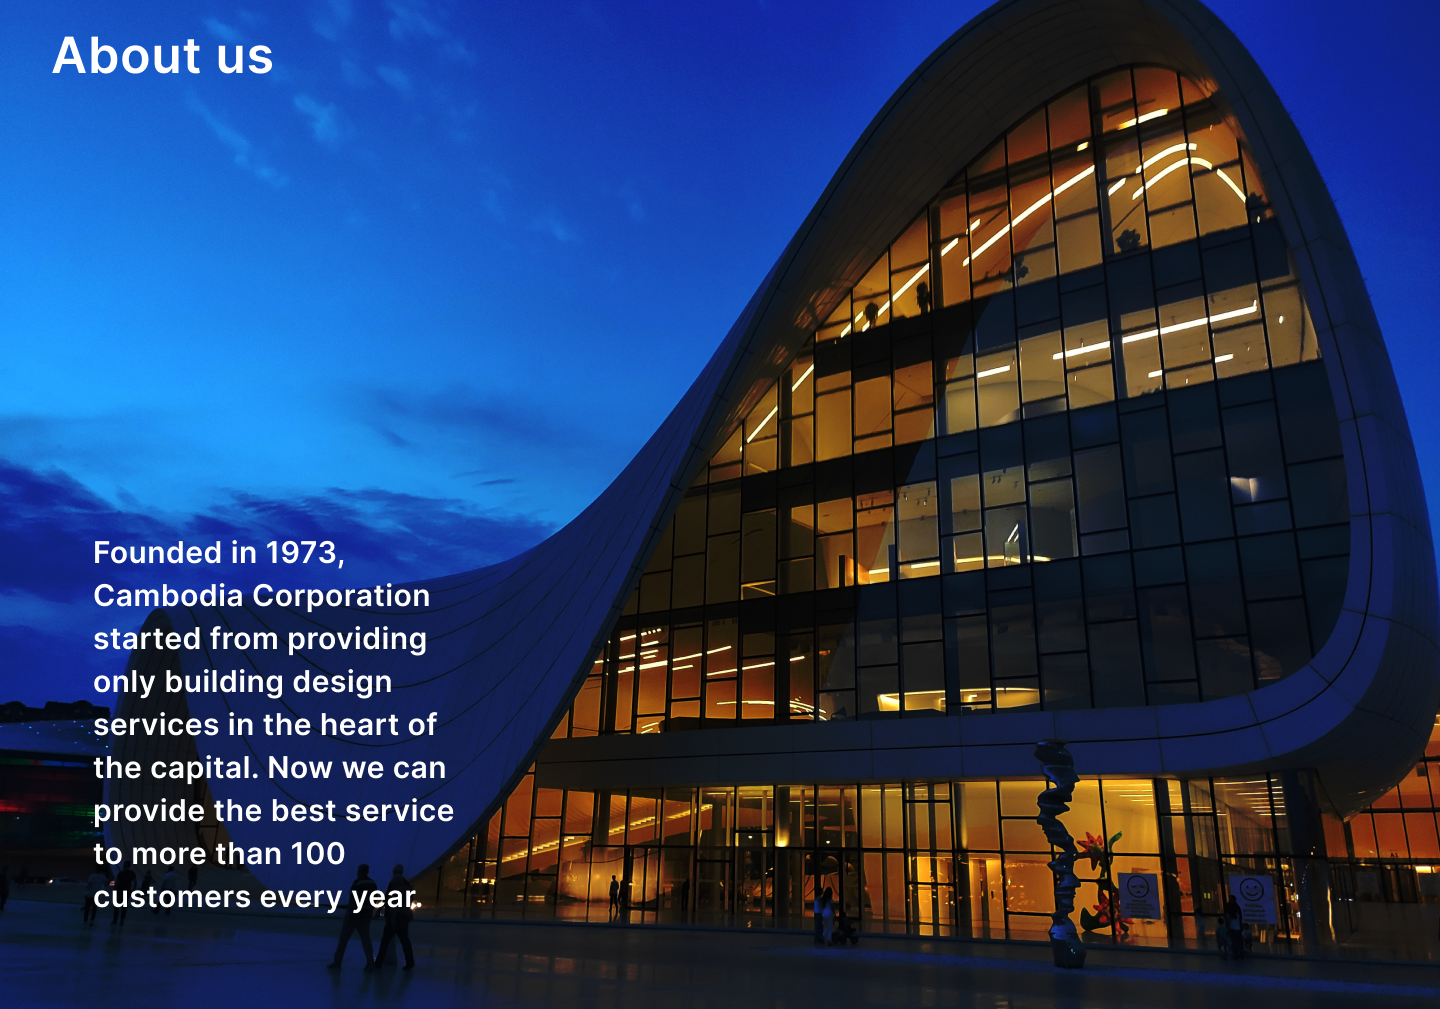 About us
Founded in 1973,
Cambodia Corporation
started from providing
only building design
services in the heart of
the capital. Now we can
provide the best service
to more than 100
customers every year.